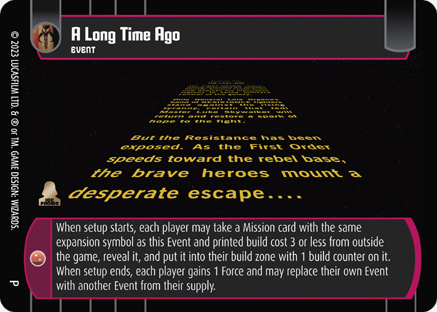 A Long Time Ago
EVENT
Only General Leia Organa's
band of RESISTANCE fighters
stand against the rising
tyranny, certain that Jedi
Master Luke Skywalker will
return and restore a spark of
hope to the fight.
But the Resistance has been
exposed. As the First Order
speeds toward the rebel base,
the brave heroes mount a
desperate escape....
When setup starts, each player may take a Mission card with the same
expansion symbol as this Event and printed build cost 3 or less from outside
the game, reveal it, and put it into their build zone with 1 build counter on it.
When setup ends, each player gains 1 Force and may replace their own Event
with another Event from their supply.
© 2023 LUCASFILM LTD. & ® or TM. GAME DESIGN: WIZARDS.
P